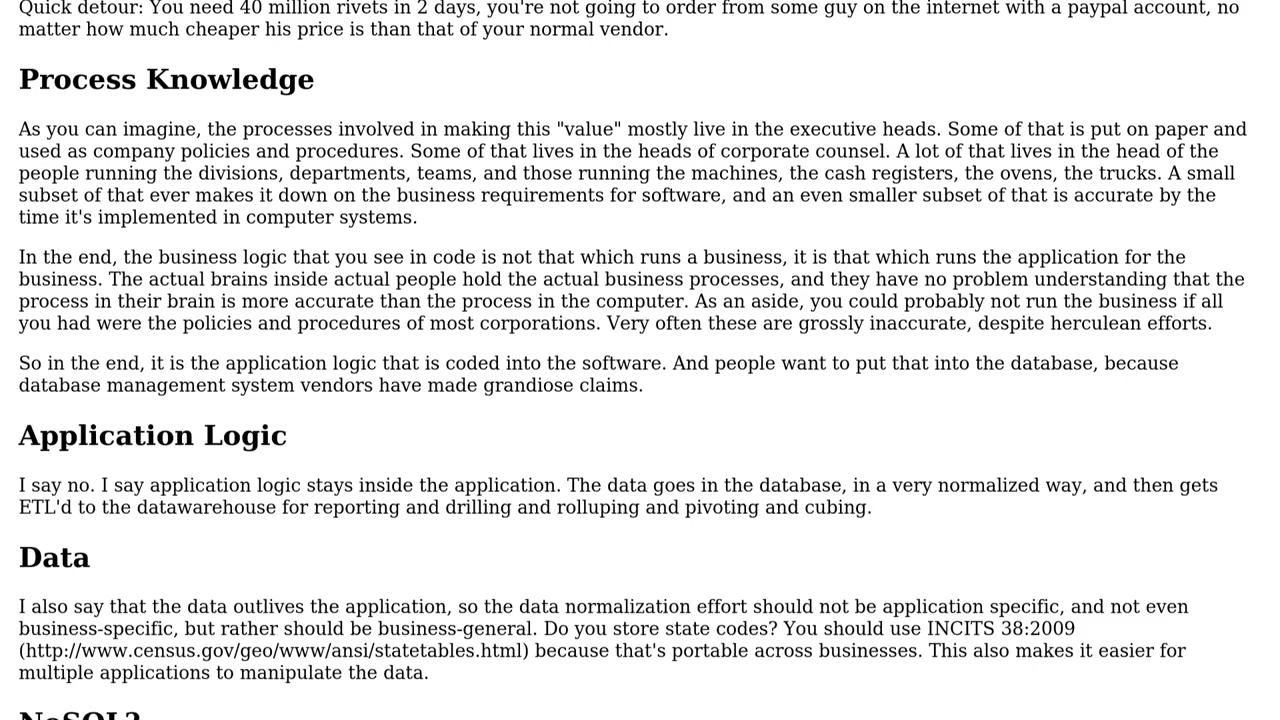 Quick detour: You need 40 million rivets in 2 days, you're not going to order from some guy on the internet with a paypal account, no
matter how much cheaper his price is than that of your normal vendor.
Process Knowledge
As you can imagine, the processes involved in making this "value" mostly live in the executive heads. Some of that is put on paper and
used as company policies and procedures. Some of that lives in the heads of corporate counsel. A lot of that lives in the head of the
people running the divisions, departments, teams, and those running the machines, the cash registers, the ovens, the trucks. A small
subset of that ever makes it down on the business requirements for software, and an even smaller subset of that is accurate by the
time it's implemented in computer systems.
In the end, the business logic that you see in code is not that which runs a business, it is that which runs the application for the
business. The actual brains inside actual people hold the actual business processes, and they have no problem understanding that the
process in their brain is more accurate than the process in the computer. As an aside, you could probably not run the business if all
you had were the policies and procedures of most corporations. Very often these are grossly inaccurate, despite herculean efforts.
So in the end, it is the application logic that is coded into the software. And people want to put that into the database, because
database management system vendors have made grandiose claims.
Application Logic
I say no. I say application logic stays inside the application. The data goes in the database, in a very normalized way, and then gets
ETL'd to the datawarehouse for reporting and drilling and rolluping and pivoting and cubing.
Data
I also say that the data outlives the application, so the data normalization effort should not be application specific, and not even
business-specific, but rather should be business-general. Do you store state codes? You should use INCITS 38:2009
(http://www.census.gov/geo/www/ansi/statetables.html) because that's portable across businesses. This also makes it easier for
multiple applications to manipulate the data.
NoSQL?